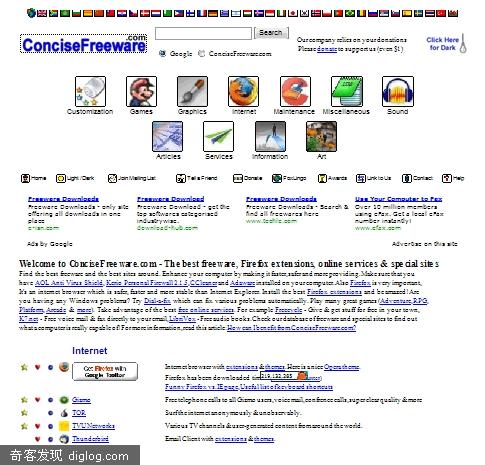 .com
ConciseFreeware
Search
Google ConciseFreeware.com
Our company relies on your donations
Please donate to support us (even $1)
Click Here
for Dark
Customization Games Graphics Internet Maintenance Miscellaneous Sound
Articles Services Information Art
Home Light / Dark Join Mailing List Tell a Friend Donate FoxLingo Awards Link to Us Contact Help
Freeware Download
Freeware Downloads - only site
offering all downloads in one
place
Freeware Download
Freeware Downloads - get the
top softwares categorised
industrywise.
download-hub.com
Freeware Downloads
Freeware Downloads - Search &
find all freewares here
www.techile.com
Use Your Computer to Fax
Over 10 million members
using eFax. Get a local eFax
number instantly!
www.efax.com
Ads by Google
Advertise on this site
Welcome to ConciseFreeware.com - The best freeware, Firefox extensions, online services & special sites
Find the best freeware and the best sites around. Enhance your computer by making it faster, safer and more providing. Make sure that you
have AOL Anti Virus Shield, Kerio Personal Firewall 2.1.5, CCleaner and Adaware installed on your computer. Also Firefox is very important,
It's an internet browser which is safer, faster and more stable than Internet Explorer. Install the best Firefox extensions and be amazed! Are
you having any Windows problems? Try Dial-a-fix which can fix various problems automatically. Play many great games (Adventure, RPG,
Platform, Arcade & more). Take advantage of the best free online services. For example Freecycle - Give & get stuff for free in your town,
K7.net - Free voice mail & fax directly to your email, LibriVox - Free audio books. Check our database of freeware and special sites to find out
what a computer is really capable of! For more information, read this article: How can I benefit from ConciseFreeware.com?
Internet
Get Firefox with
Google Toolbar
Internet browser with extensions & themes. Here is a nice Opera theme.
Firefox has been downloaded
Funny Firefox vs. IE page, Useful list of keyboard shortcuts
Gizmo Free telephone calls to all Gizmo users, voicemail, conference calls, super clear quality & more
TOR Surf the internet anonymously & unobservably.
TVU Networks Various TV channels & user-generated content from around the world.
Thunderbird Email Client with extensions & themes.
奇客发现 diglog.com